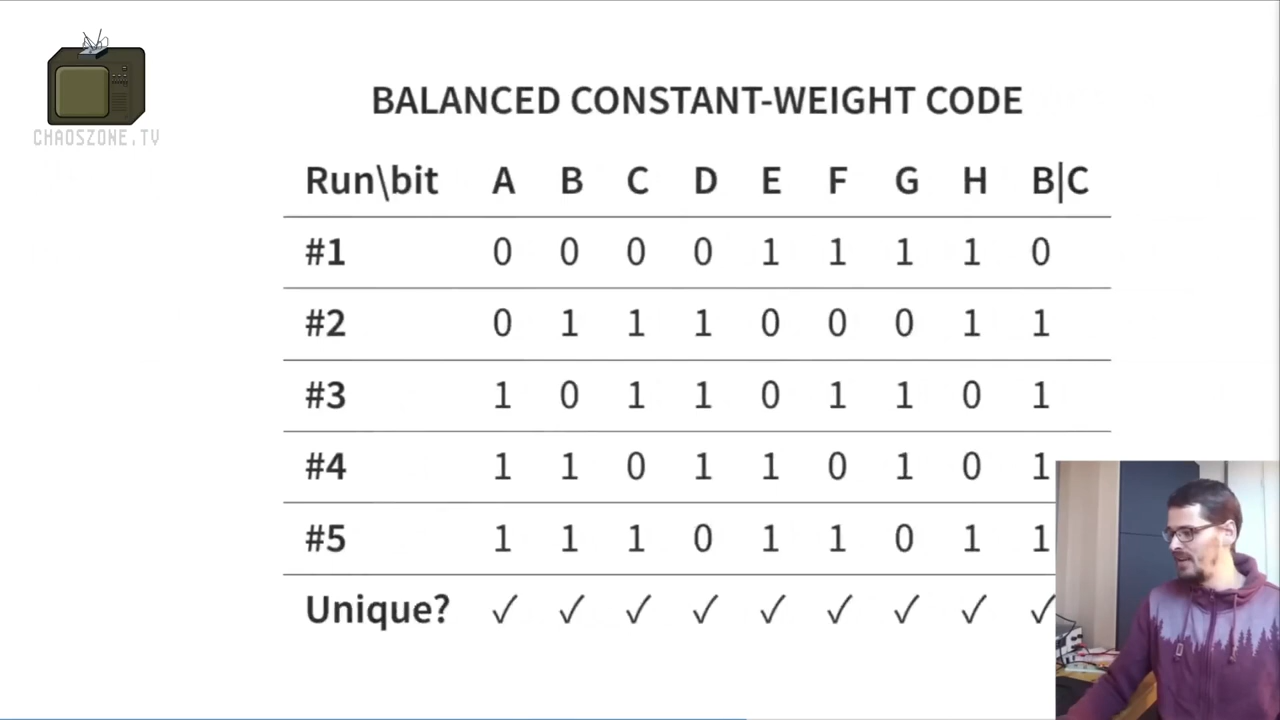 CHAOSZONE.TV
BALANCED CONSTANT-WEIGHT CODE
Run\bit A B C D E F G H B|C
#1 0 0 0 0 1 1 1 1 0
#2 0 1 1 1 0 0 0 1 1
#3 1 0 1 1 0 1 1 0 1
#4 1 1 0 1 1 0 1 0 1
#5 1 1 1 0 1 1 0 1 1
Unique? ✓ ✓ ✓ ✓ ✓ ✓ ✓ ✓ ✓